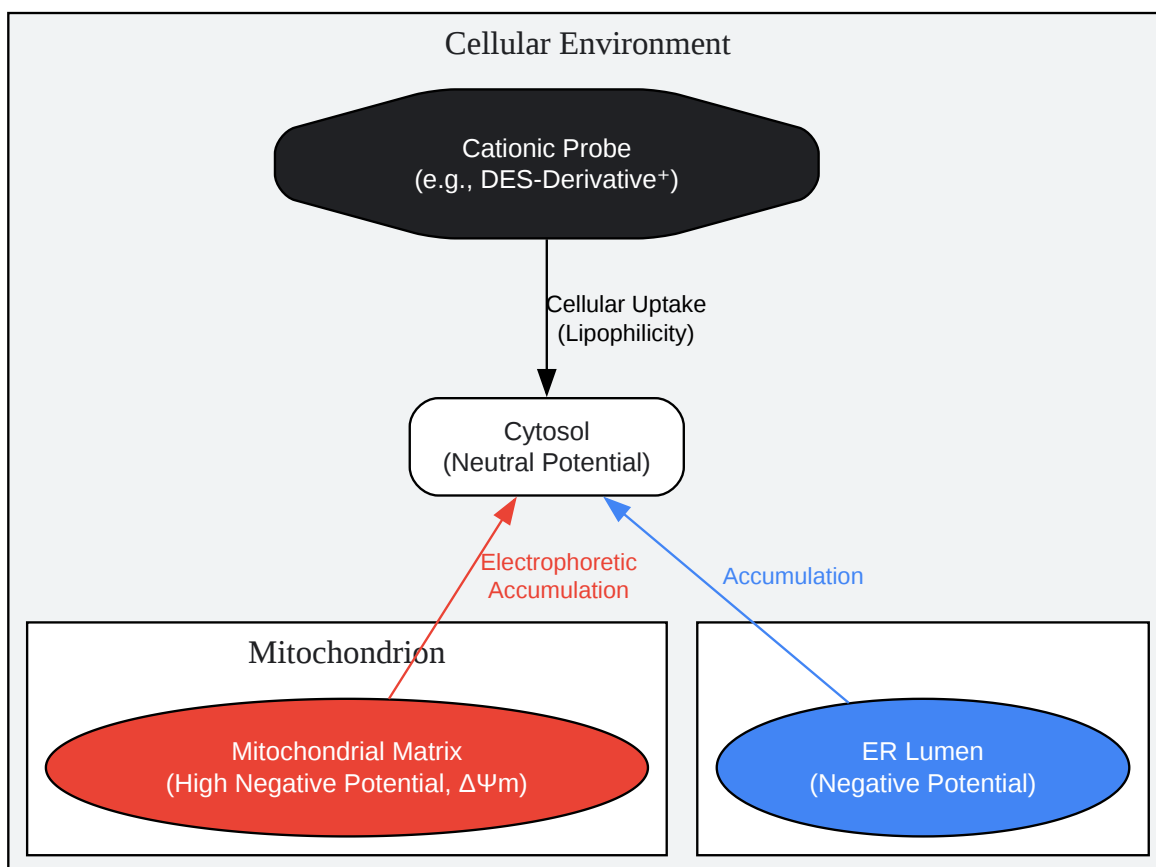 Cellular Environment
Cationic Probe
(e.g., DES-Derivative⁺)
Cellular Uptake
(Lipophilicity)
Cytosol
(Neutral Potential)
Electrophoretic
Accumulation
Accumulation
Mitochondrion
Mitochondrial Matrix
(High Negative Potential, ΔΨm)
ER Lumen
(Negative Potential)